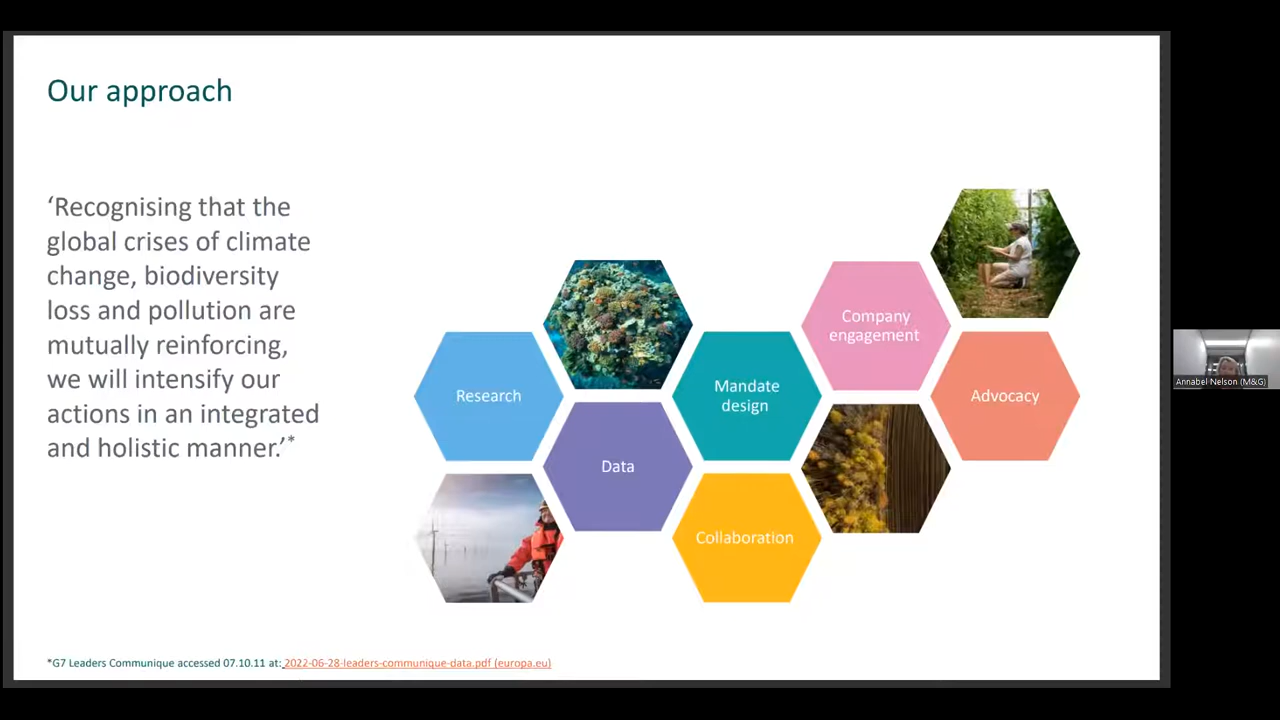 Our approach
‘Recognising that the
global crises of climate
change, biodiversity
loss and pollution are
mutually reinforcing,
we will intensify our
actions in an integrated
and holistic manner.’*
Research
Data
Mandate
design
Collaboration
Company
engagement
Advocacy
*G7 Leaders Communique accessed 07.10.11 at: 2022-06-28-leaders-communique-data.pdf (europa.eu)
Annabel Nelson (M&G)